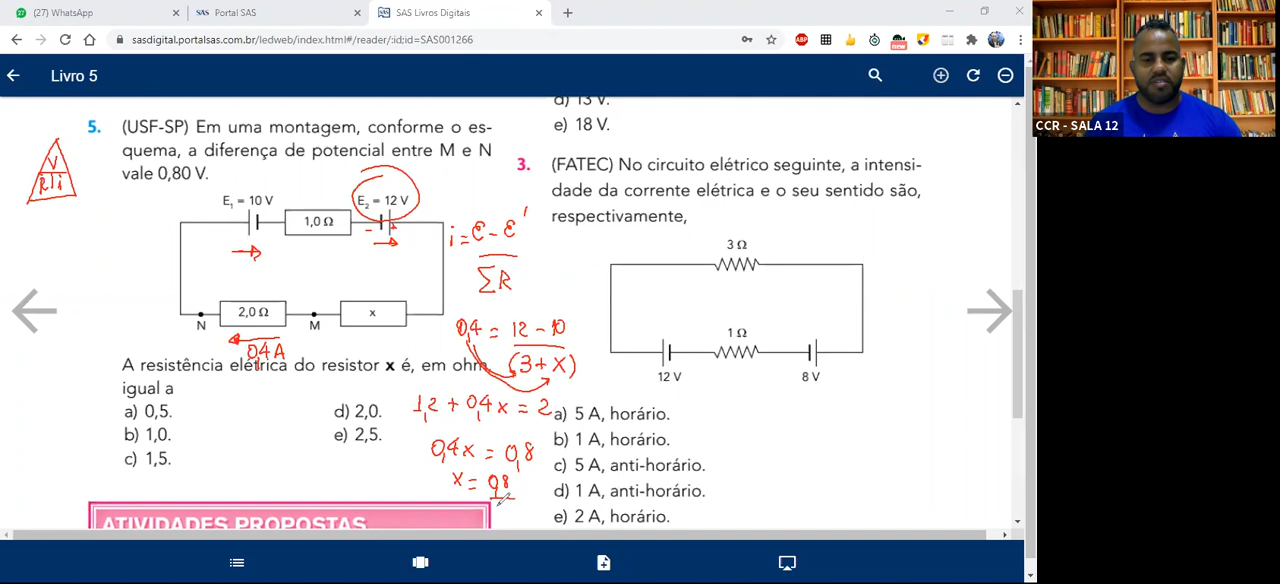 (27) WhatsApp
Portal SAS
SAS Livros Digitais
sasdigital.portalsas.com.br/ledweb/index.html#/reader/:id;id=SAS001266
ABP
new
Livro 5
CCR - SALA 12
5. (USF-SP) Em uma montagem, conforme o es-
quema, a diferença de potencial entre M e N
vale 0,80 V.
V
R | i
E1 = 10 V
1,0 Ω
E2 = 12 V
- +
N
2,0 Ω
M
x
0,4 A
i = ε - ε'
ΣR
0,4 = 12 - 10
(3 + x)
1,2 + 0,4x = 2
0,4x = 0,8
x = 0,8
A resistência elétrica do resistor x é, em ohm,
igual a
a) 0,5.
b) 1,0.
c) 1,5.
d) 2,0.
e) 2,5.
ATIVIDADES PROPOSTAS
d) 13 V.
e) 18 V.
3. (FATEC) No circuito elétrico seguinte, a intensi-
dade da corrente elétrica e o seu sentido são,
respectivamente,
3 Ω
1 Ω
12 V
8 V
a) 5 A, horário.
b) 1 A, horário.
c) 5 A, anti-horário.
d) 1 A, anti-horário.
e) 2 A, horário.